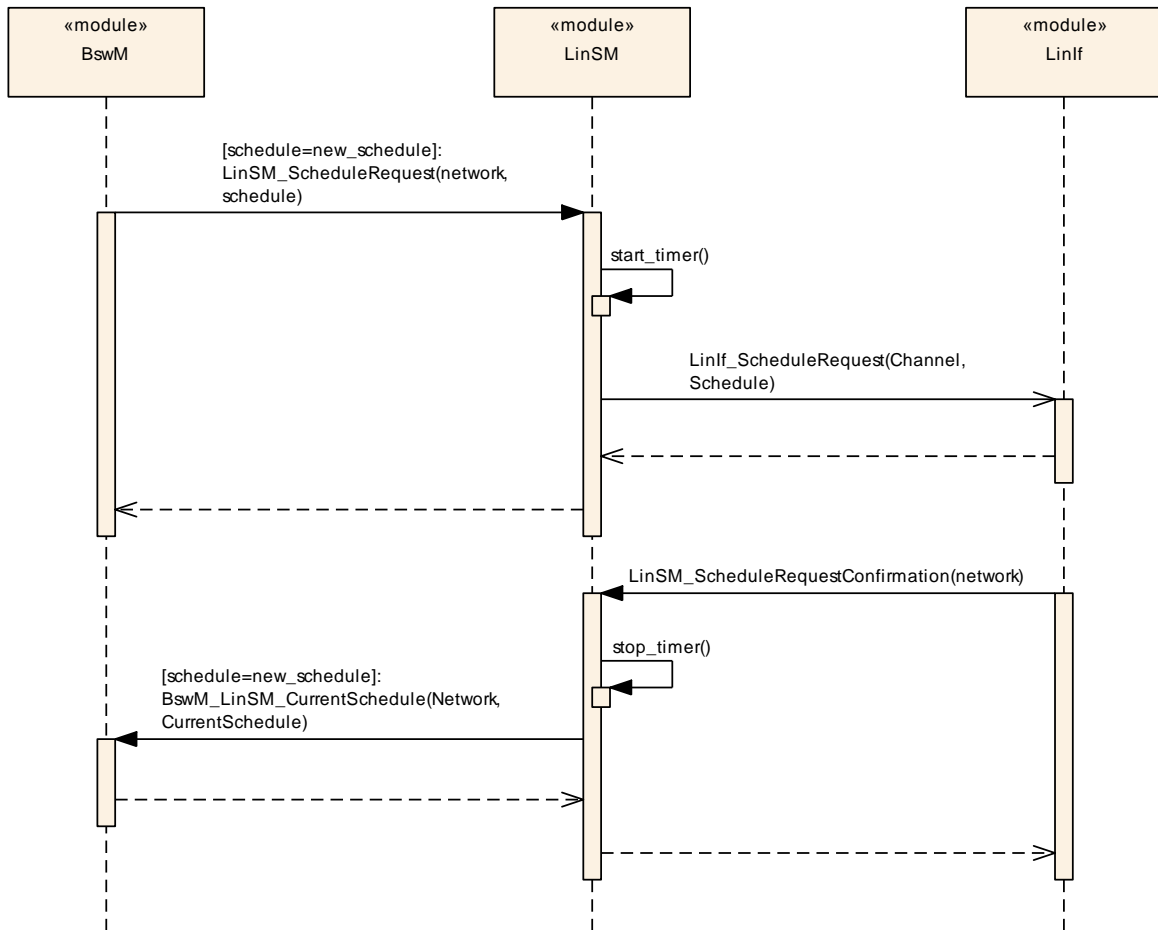 «module»
BswM
«module»
LinSM
«module»
LinIf
[schedule=new_schedule]:
LinSM_ScheduleRequest(network,
schedule)
start_timer()
LinIf_ScheduleRequest(Channel,
Schedule)
LinSM_ScheduleRequestConfirmation(network)
stop_timer()
[schedule=new_schedule]:
BswM_LinSM_CurrentSchedule(Network,
CurrentSchedule)